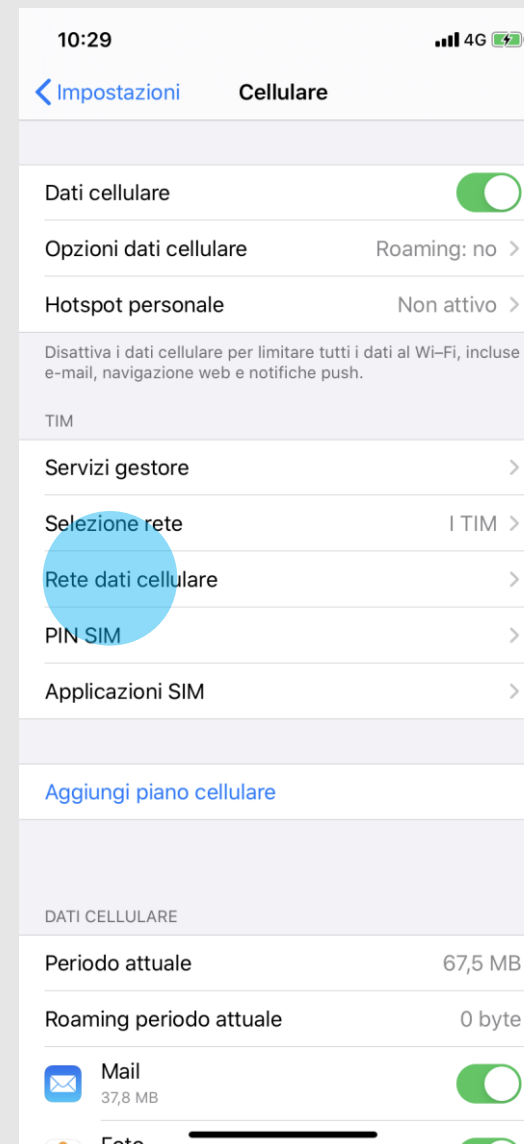 10:29
4G
Impostazioni
Cellulare
Dati cellulare
Opzioni dati cellulare
Roaming: no
Hotspot personale
Non attivo
Disattiva i dati cellulare per limitare tutti i dati al Wi–Fi, incluse
e-mail, navigazione web e notifiche push.
TIM
Servizi gestore
Selezione rete
I TIM
Rete dati cellulare
PIN SIM
Applicazioni SIM
Aggiungi piano cellulare
DATI CELLULARE
Periodo attuale
67,5 MB
Roaming periodo attuale
0 byte
Mail
37,8 MB
Foto